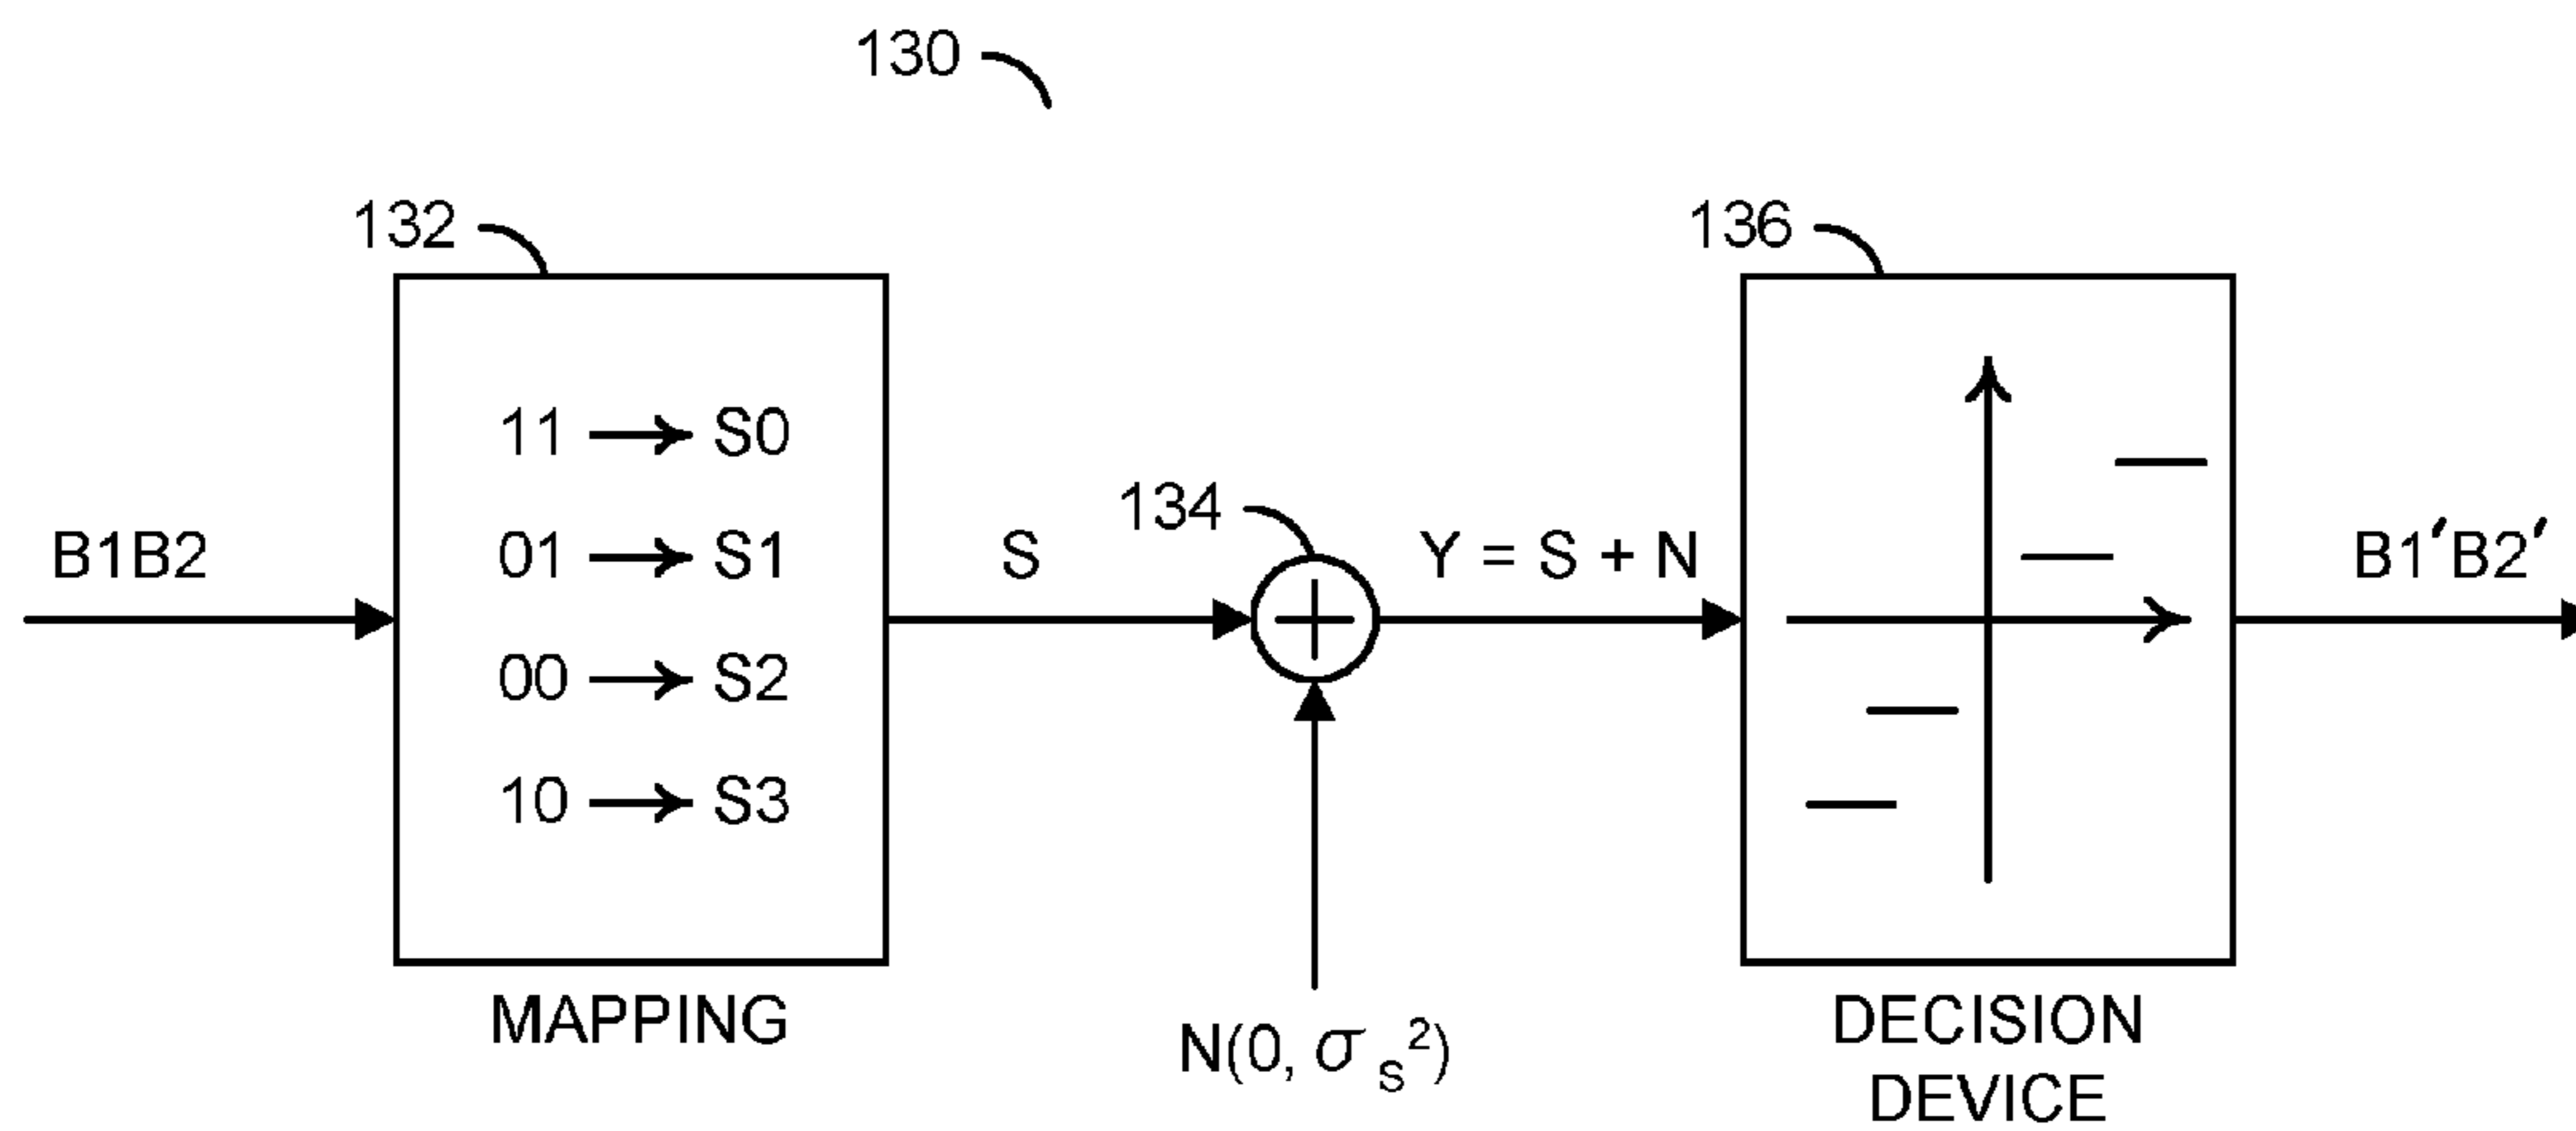 130
132
136
11 → S0
01 → S1
00 → S2
10 → S3
B1B2
S
134
Y = S + N
B1′B2′
N(0, σ_S²)
MAPPING
DECISION
DEVICE